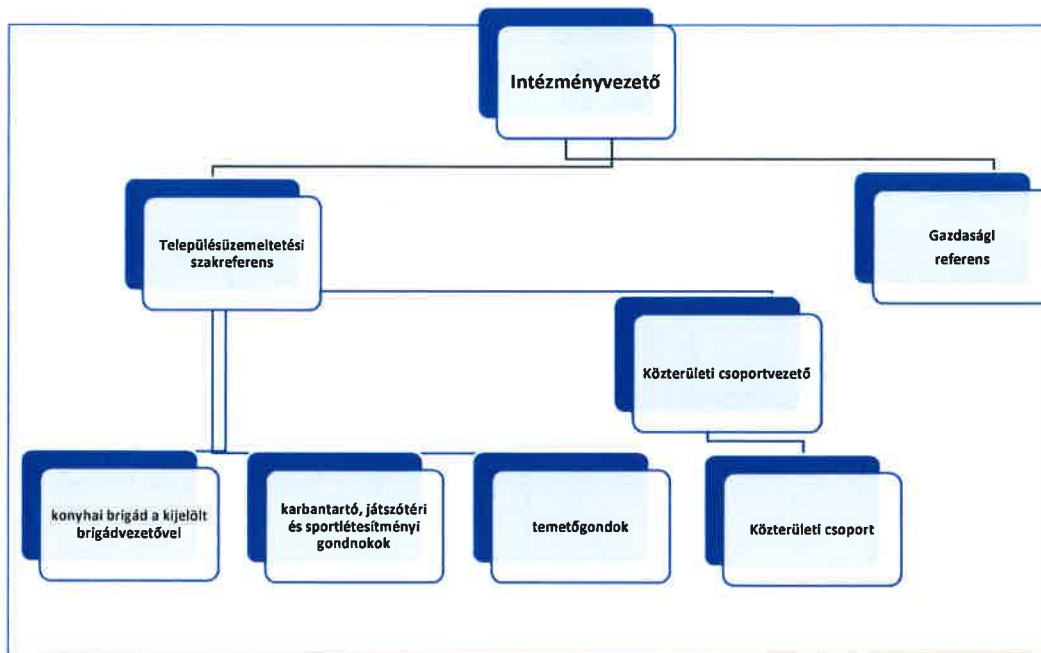 Intézményvezető
Településüzemeltetési
szakreferens
Gazdasági
referens
Közterületi csoportvezető
konyhai brigád a kijelölt
brigádvezetővel
karbantartó, játszótéri
és sportlétesítményi
gondnokok
temetőgondok
Közterületi csoport